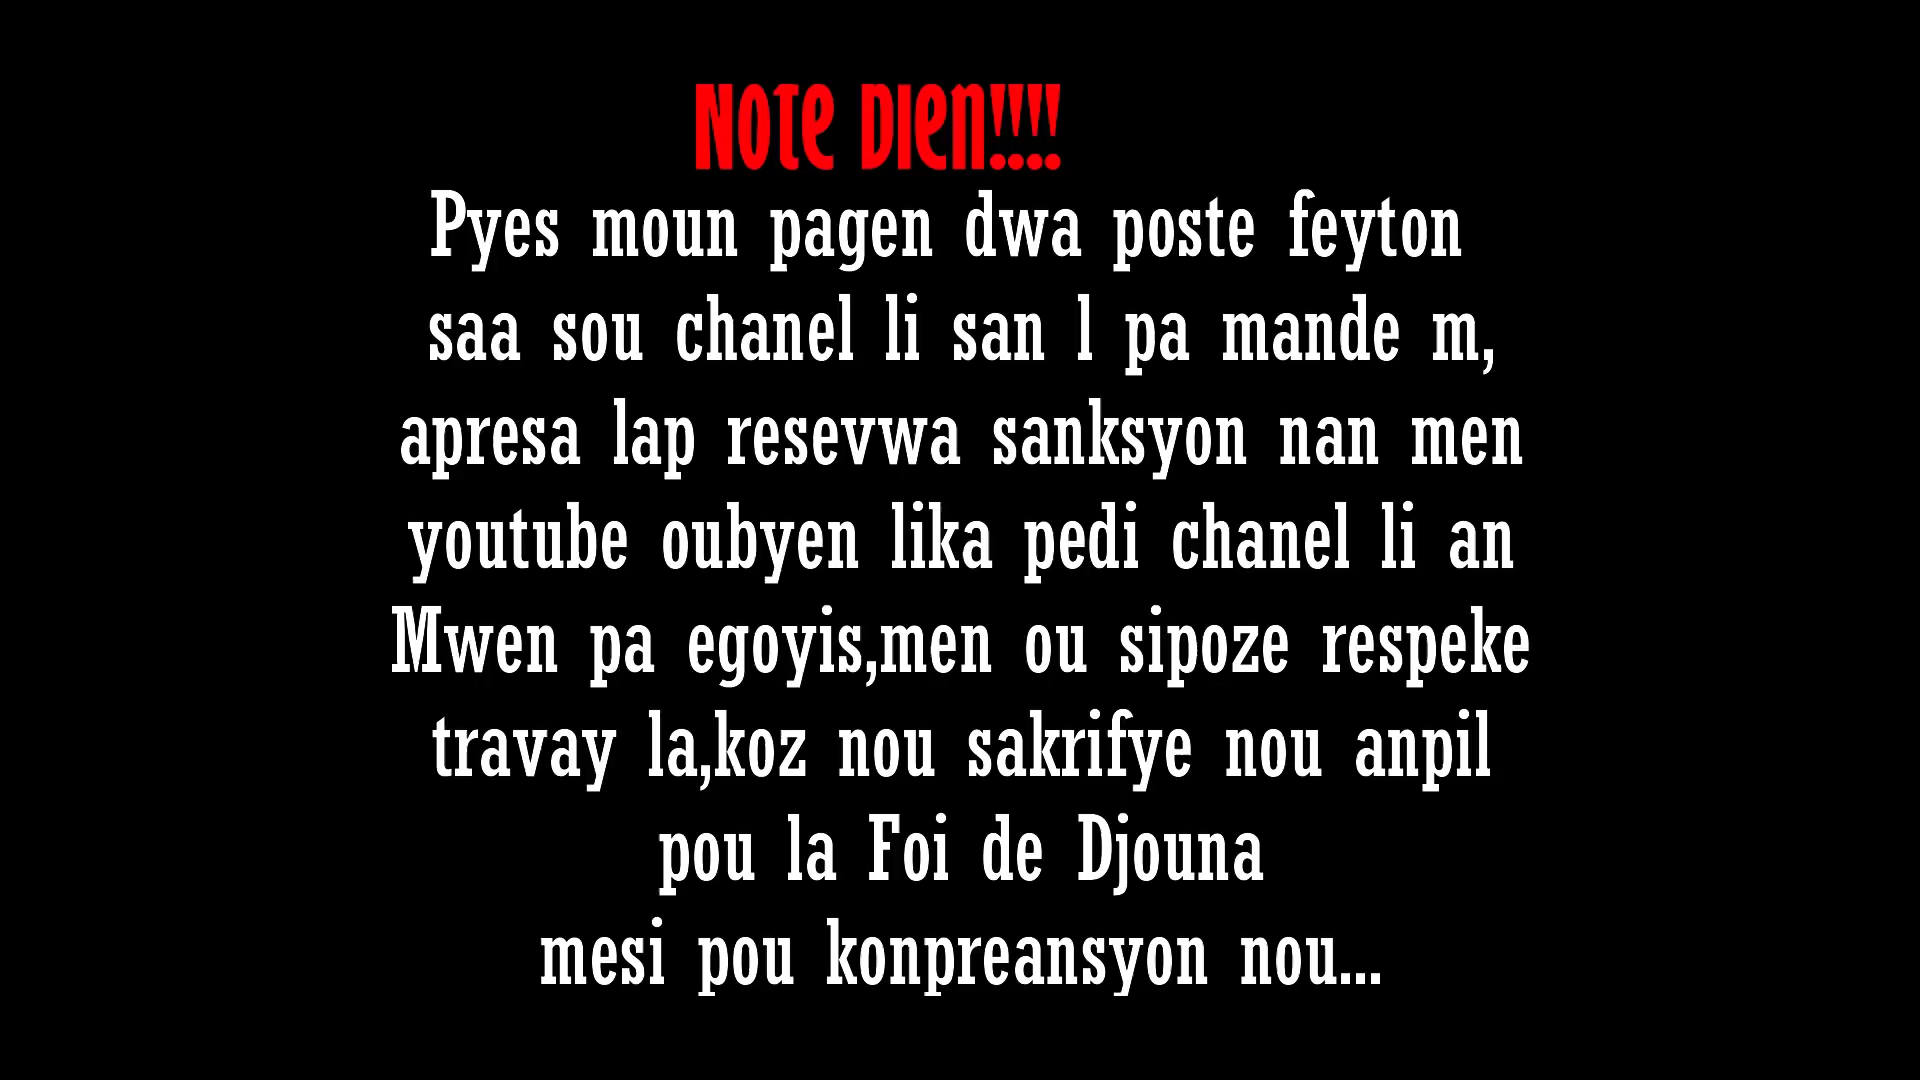 Note Dien!!!!
Pyes moun pagen dwa poste feyton
saa sou chanel li san l pa mande m,
apresa lap resevwa sanksyon nan men
youtube oubyen lika pedi chanel li an
Mwen pa egoyis,men ou sipoze respeke
travay la,koz nou sakrifye nou anpil
pou la Foi de Djouna
mesi pou konpreansyon nou...